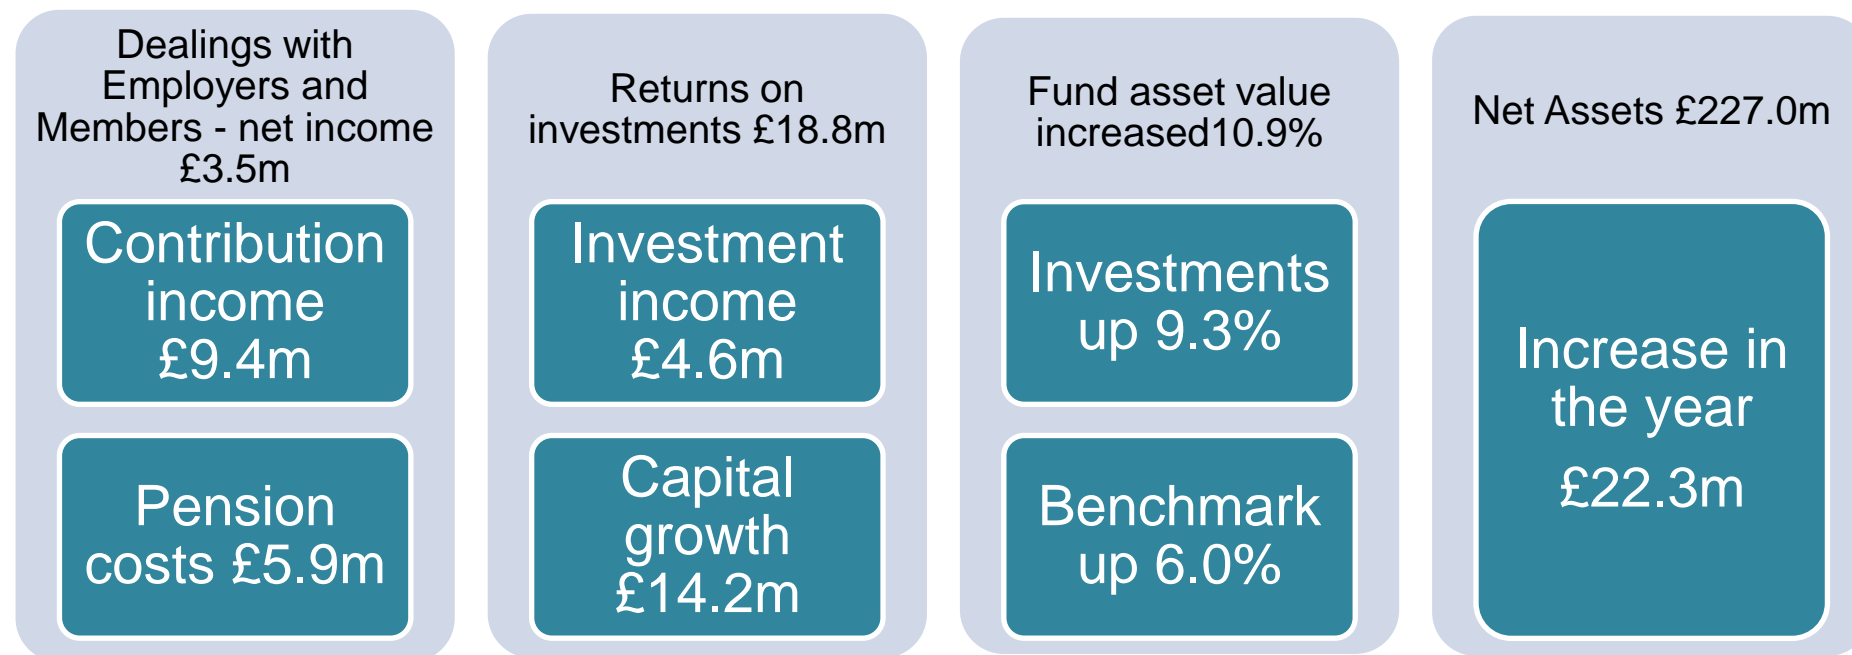 Dealings with
Employers and
Members - net income
£3.5m
Contribution
income
£9.4m
Pension
costs £5.9m
Returns on
investments £18.8m
Investment
income
£4.6m
Capital
growth
£14.2m
Fund asset value
increased10.9%
Investments
up 9.3%
Benchmark
up 6.0%
Net Assets £227.0m
Increase in
the year
£22.3m